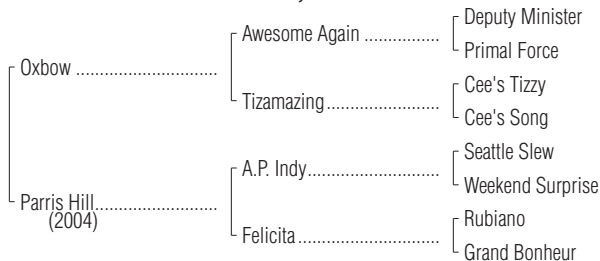 Deputy Minister
Awesome Again ................
Primal Force
Oxbow ..............................
Cee's Tizzy
Tizamazing ........................
Cee's Song
Seattle Slew
A.P. Indy............................
Weekend Surprise
Parris Hill..........................
(2004)
Rubiano
Felicita ..............................
Grand Bonheur